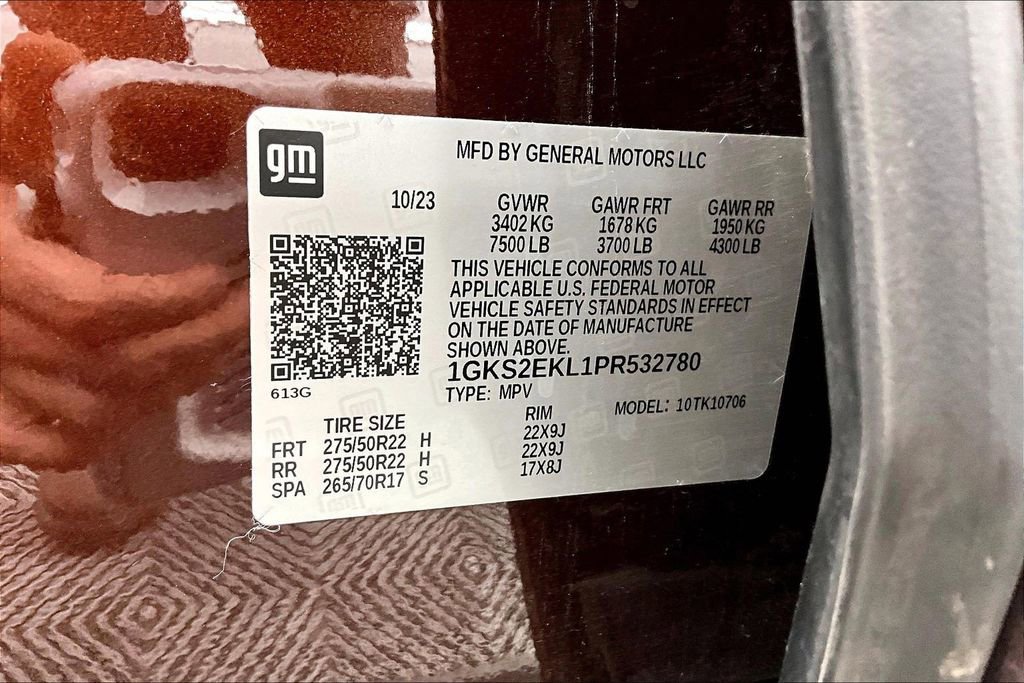 gm
MFD BY GENERAL MOTORS LLC
10/23 GVWR GAWR FRT GAWR RR
3402 KG 1678 KG 1950 KG
7500 LB 3700 LB 4300 LB
THIS VEHICLE CONFORMS TO ALL
APPLICABLE U.S. FEDERAL MOTOR
VEHICLE SAFETY STANDARDS IN EFFECT
ON THE DATE OF MANUFACTURE
SHOWN ABOVE.
1GKS2EKL1PR532780
613G
TYPE: MPV
MODEL: 10TK10706
TIRE SIZE RIM
FRT 275/50R22 H 22X9J
RR 275/50R22 H 22X9J
SPA 265/70R17 S 17X8J